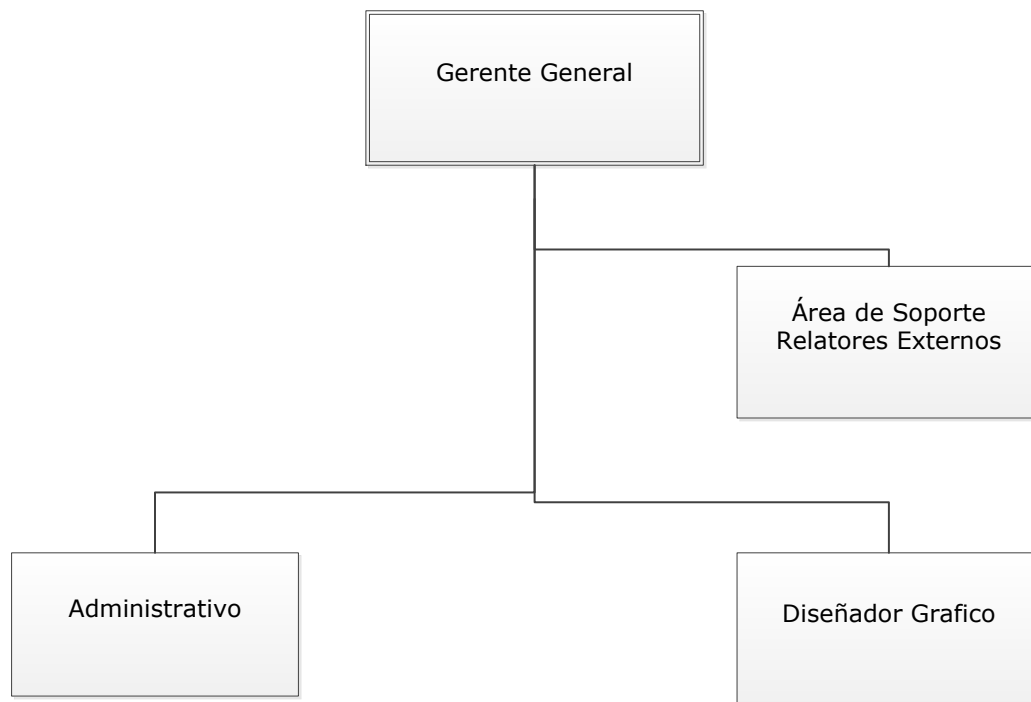 Gerente General
Área de Soporte
Relatores Externos
Administrativo
Diseñador Grafico